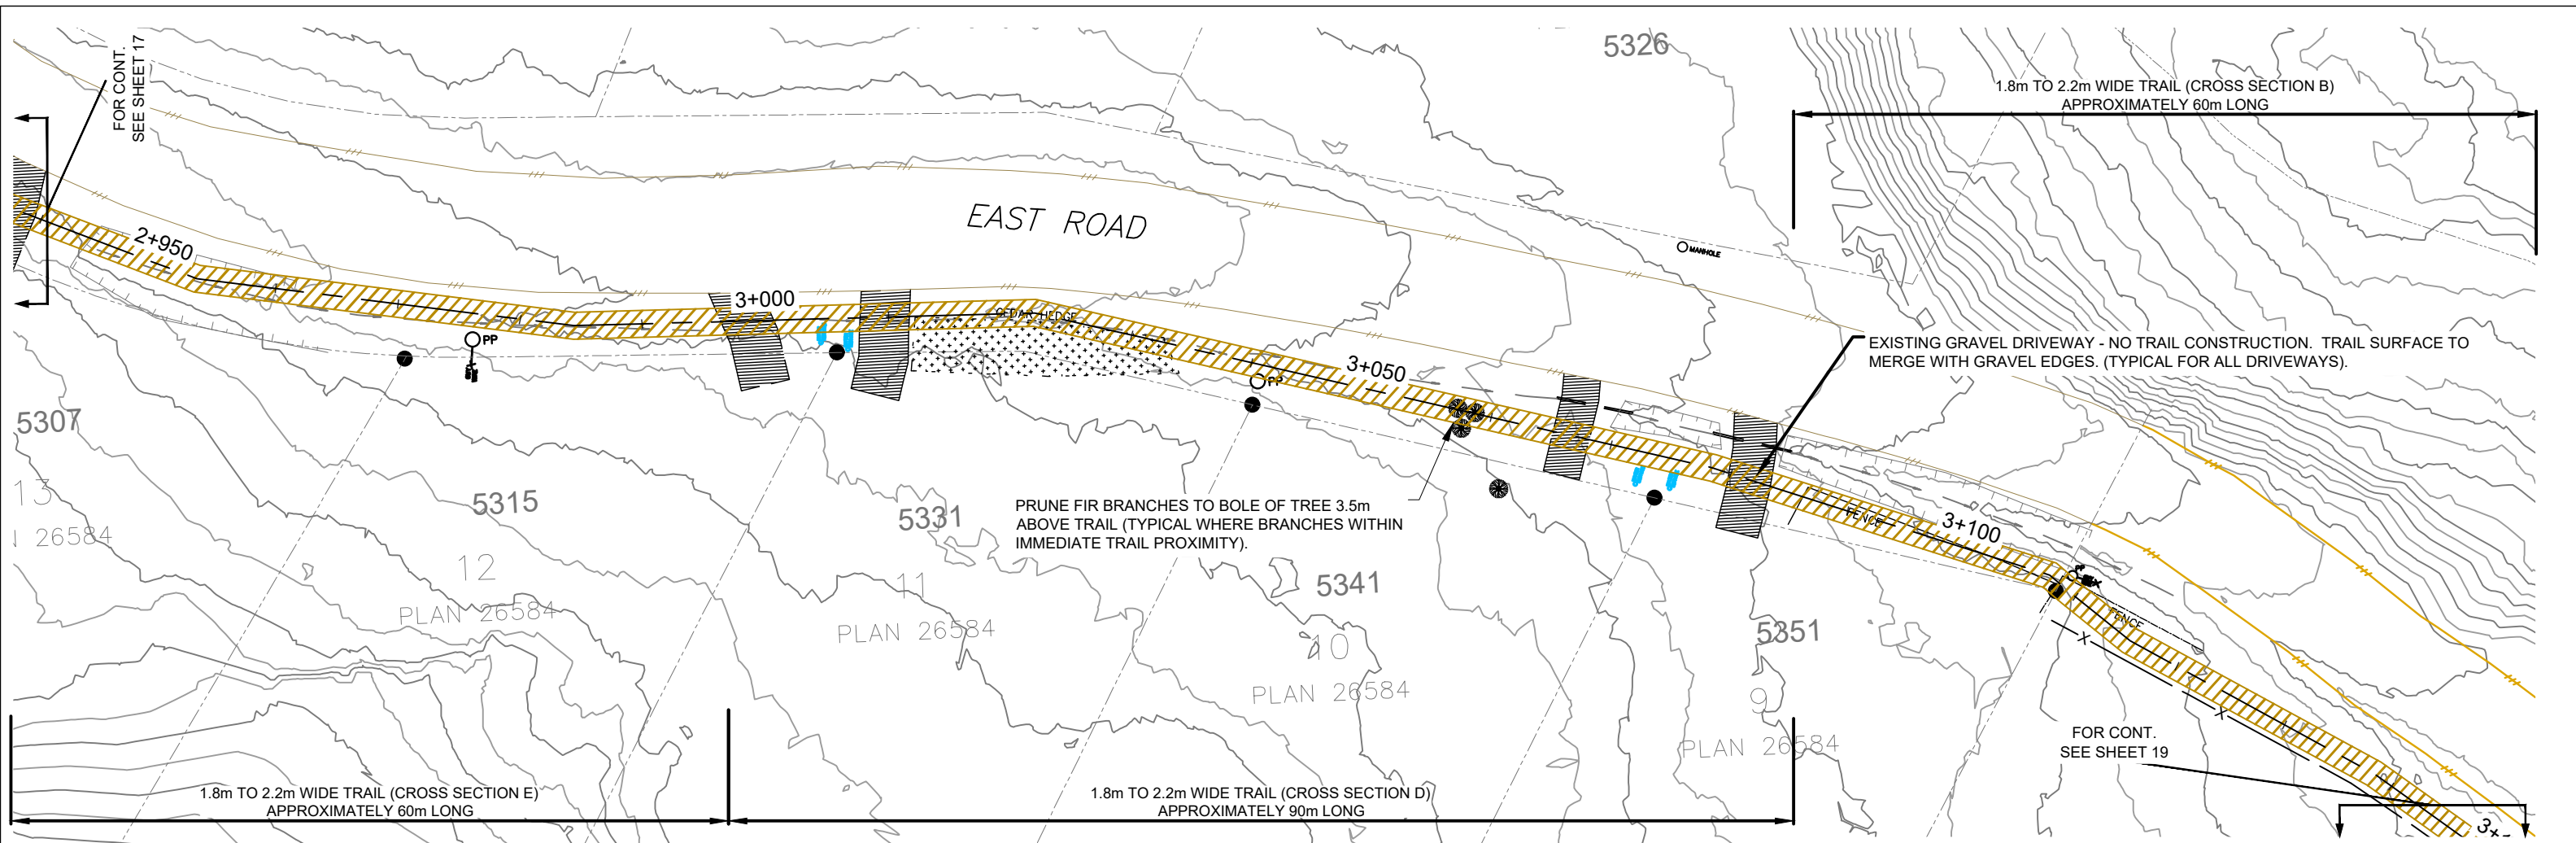 FOR CONT.
SEE SHEET 17
5326
1.8m TO 2.2m WIDE TRAIL (CROSS SECTION B)
APPROXIMATELY 60m LONG
EAST ROAD
MANHOLE
2+950
3+000
CEDAR HEDGE
PP
3+050
PP
EXISTING GRAVEL DRIVEWAY - NO TRAIL CONSTRUCTION. TRAIL SURFACE TO
MERGE WITH GRAVEL EDGES. (TYPICAL FOR ALL DRIVEWAYS).
5307
13
26584
5315
12
PLAN 26584
5331
11
PLAN 26584
PRUNE FIR BRANCHES TO BOLE OF TREE 3.5m
ABOVE TRAIL (TYPICAL WHERE BRANCHES WITHIN
IMMEDIATE TRAIL PROXIMITY).
5341
10
PLAN 26584
FENCE
3+100
PP
FENCE
X
X
5351
9
PLAN 26584
FOR CONT.
SEE SHEET 19
1.8m TO 2.2m WIDE TRAIL (CROSS SECTION E)
APPROXIMATELY 60m LONG
1.8m TO 2.2m WIDE TRAIL (CROSS SECTION D)
APPROXIMATELY 90m LONG